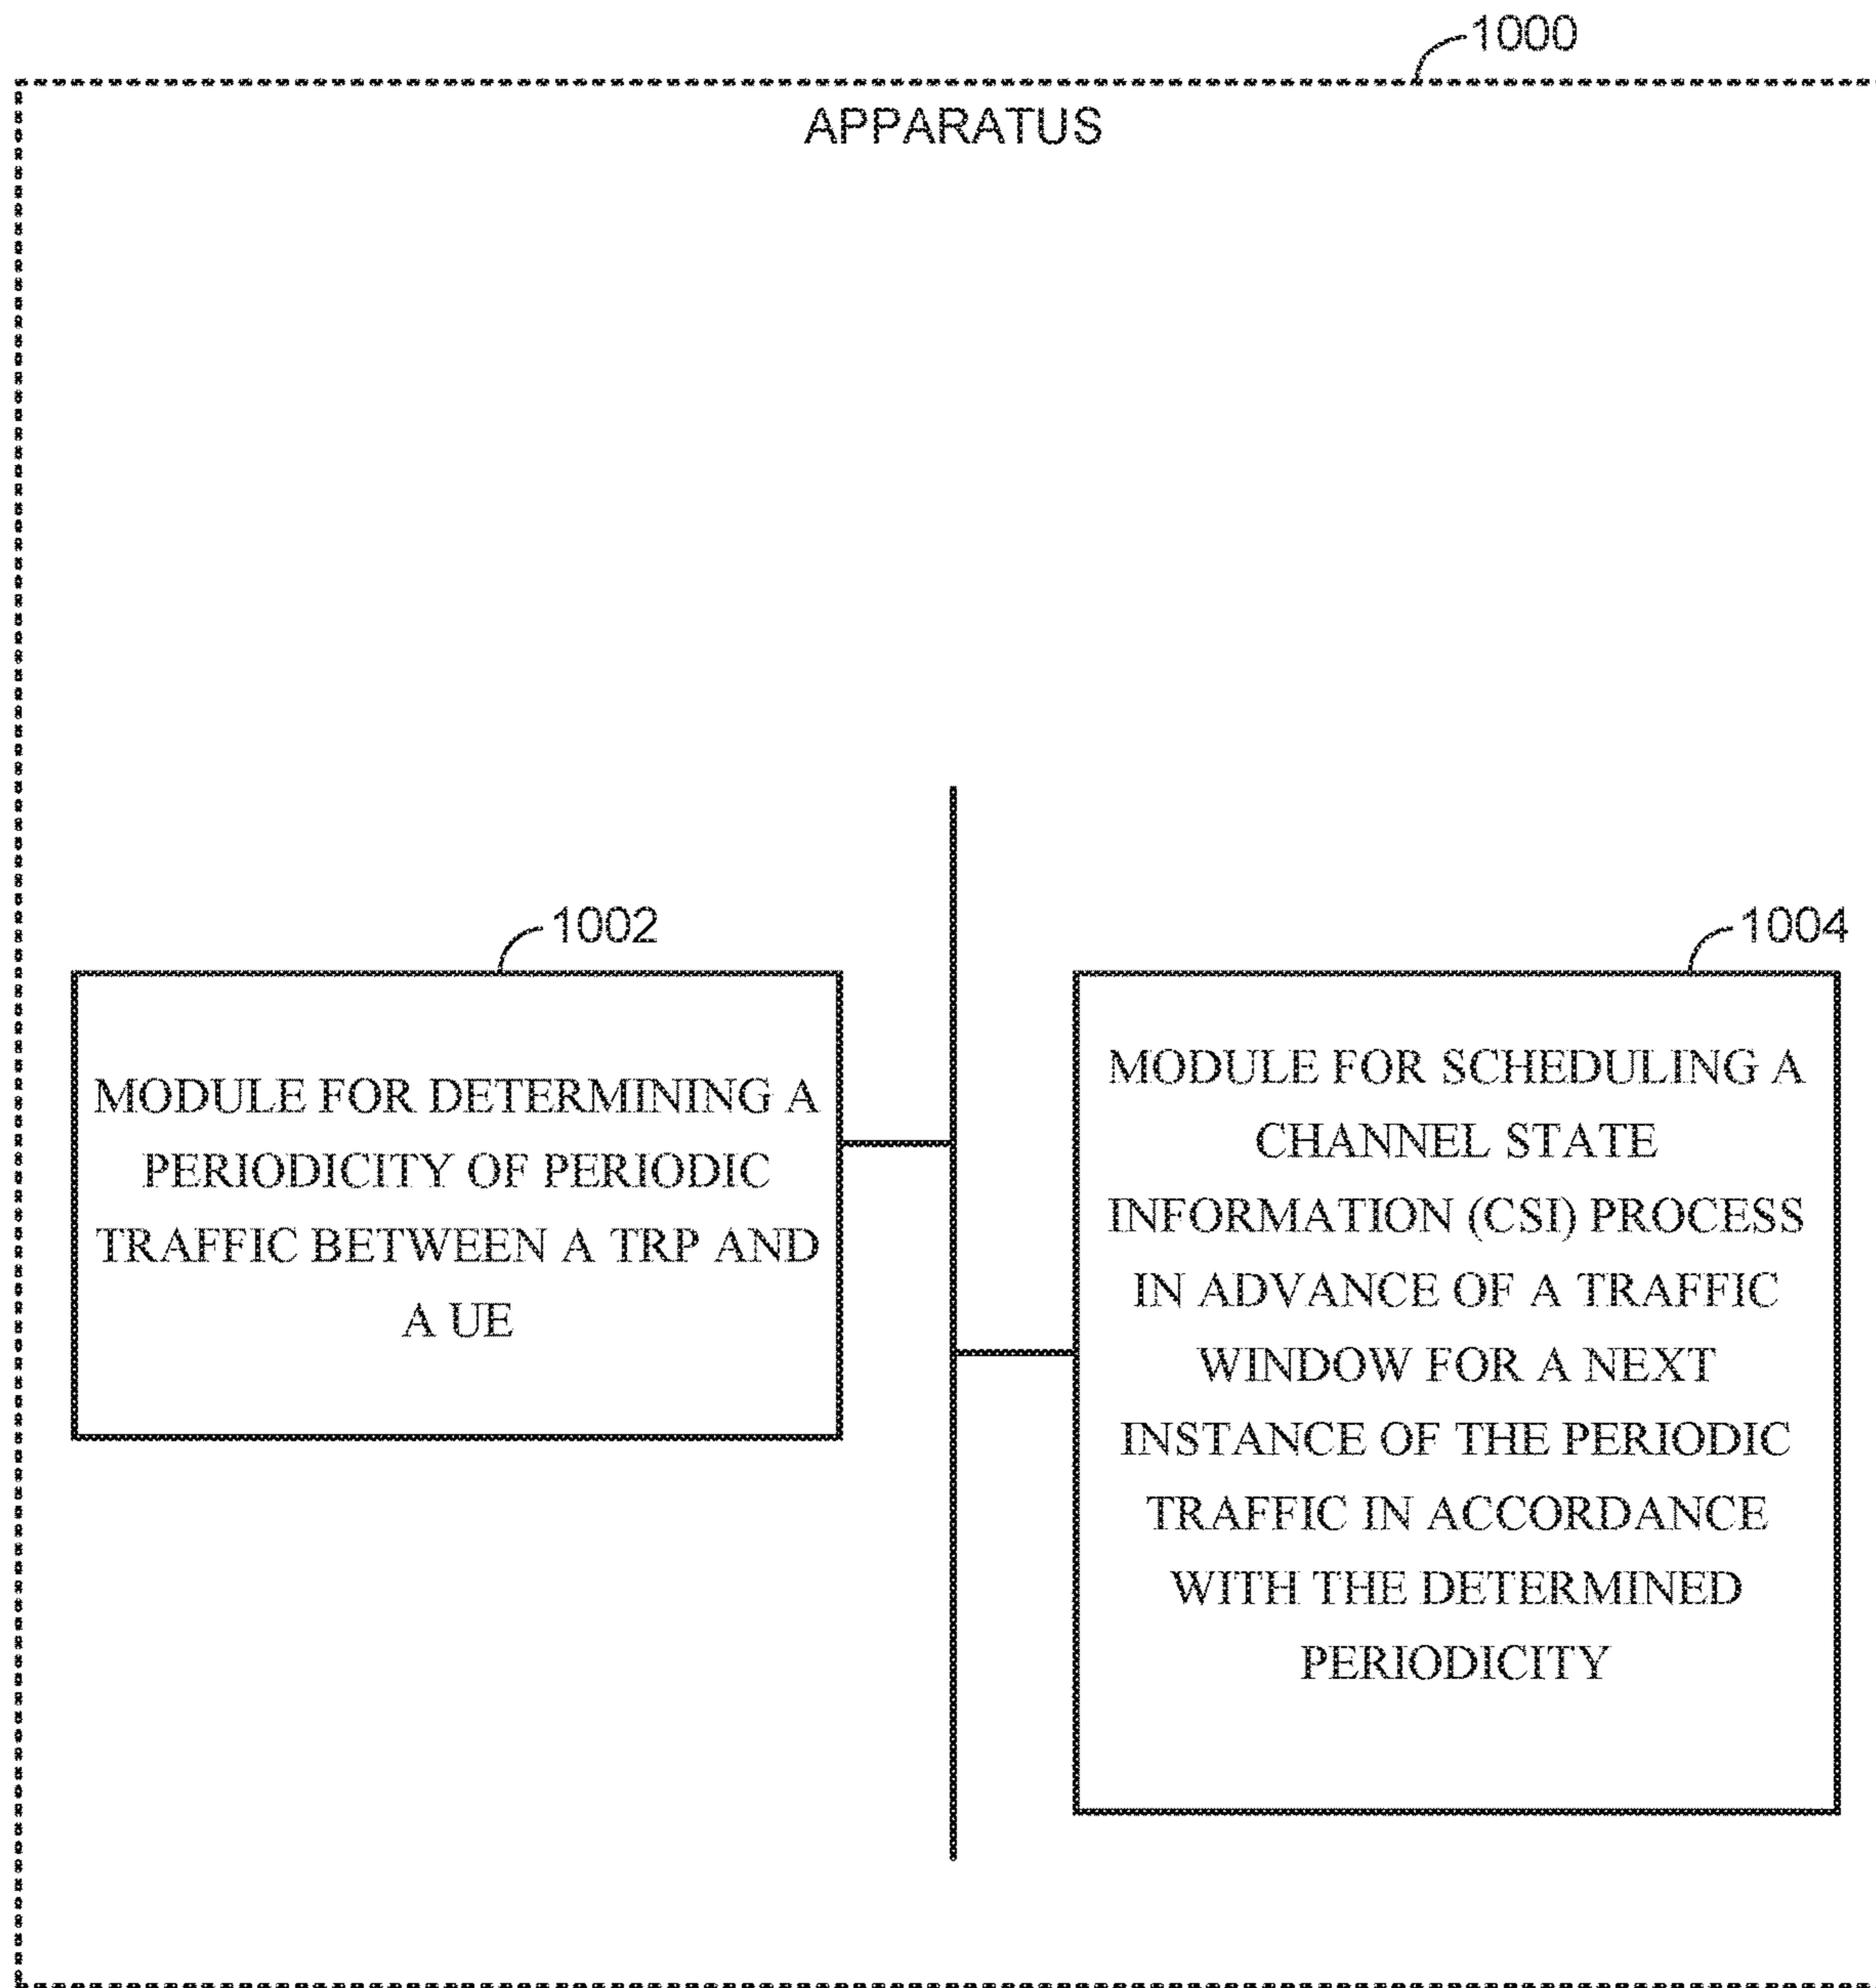 1000
APPARATUS
1002
MODULE FOR DETERMINING A
PERIODICITY OF PERIODIC
TRAFFIC BETWEEN A TRP AND
A UE
1004
MODULE FOR SCHEDULING A
CHANNEL STATE
INFORMATION (CSI) PROCESS
IN ADVANCE OF A TRAFFIC
WINDOW FOR A NEXT
INSTANCE OF THE PERIODIC
TRAFFIC IN ACCORDANCE
WITH THE DETERMINED
PERIODICITY